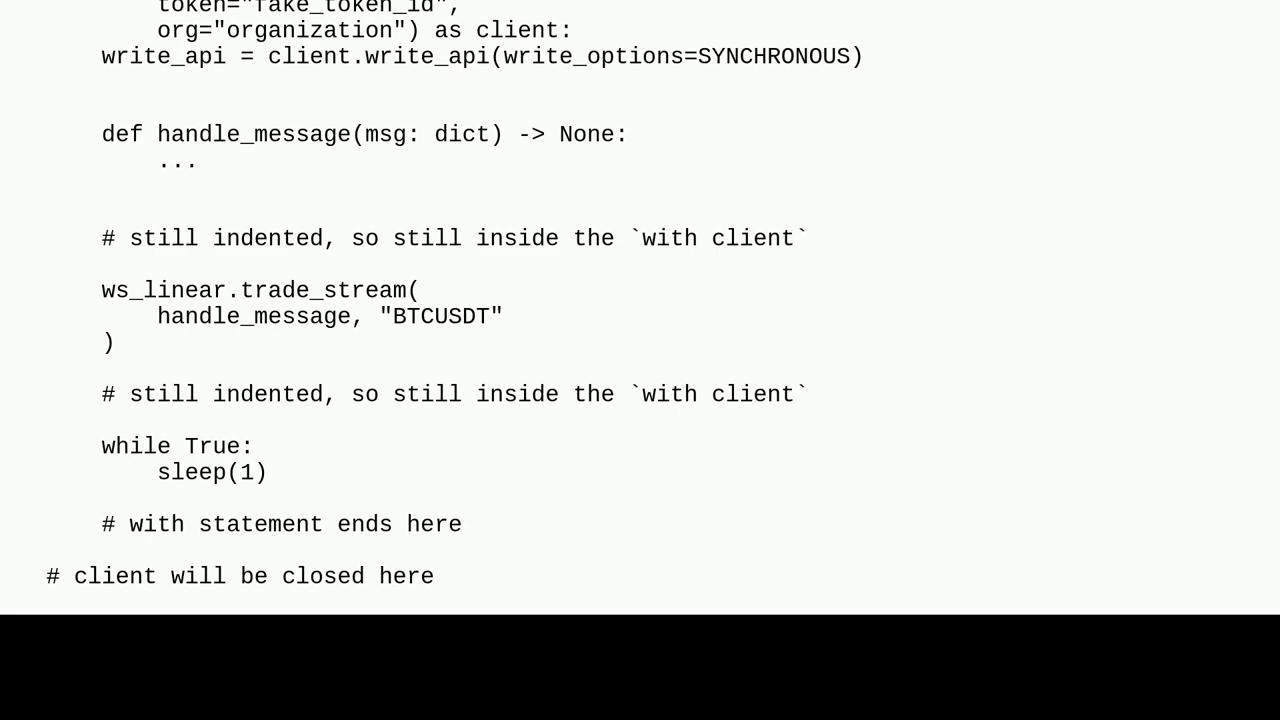 token="fake_token_id",
org="organization") as client:
write_api = client.write_api(write_options=SYNCHRONOUS)
def handle_message(msg: dict) -> None:
...
# still indented, so still inside the `with client`
ws_linear.trade_stream(
handle_message, "BTCUSDT"
)
# still indented, so still inside the `with client`
while True:
sleep(1)
# with statement ends here
# client will be closed here